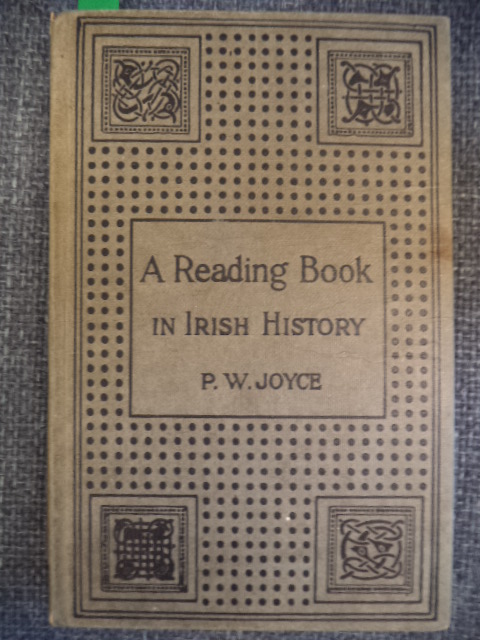 A Reading Book
IN IRISH HISTORY
P. W. JOYCE